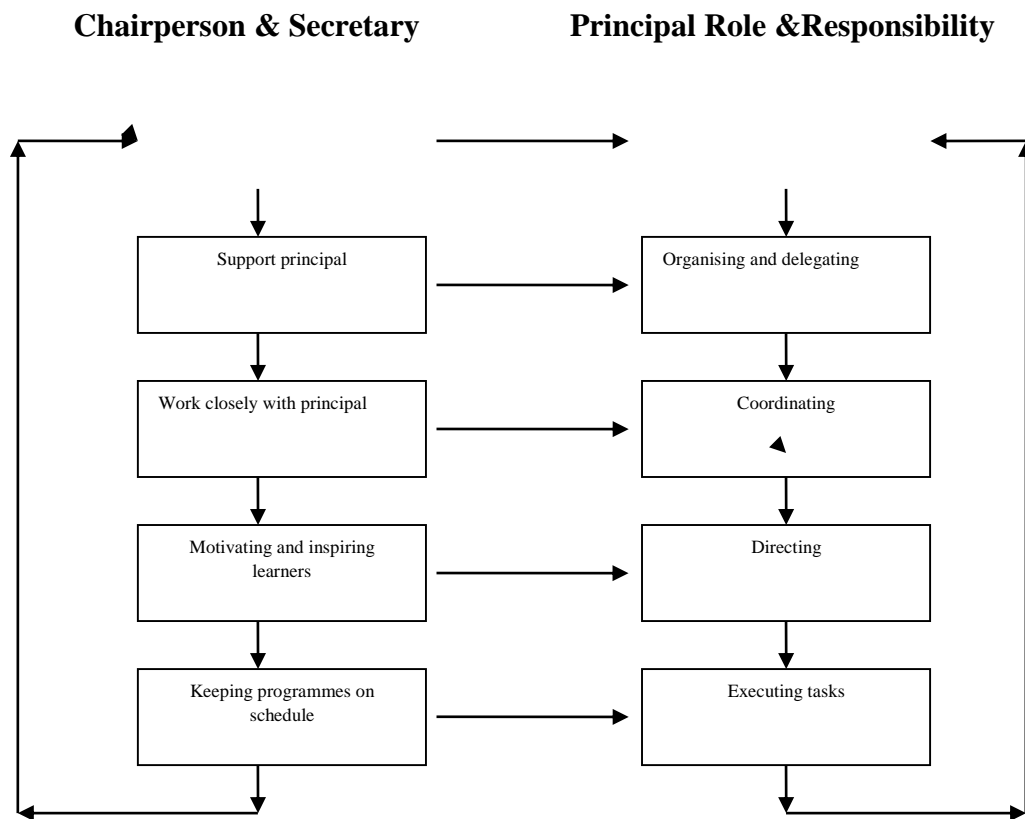 Chairperson & Secretary
Principal Role &Responsibility
Support principal
Organising and delegating
Work closely with principal
Coordinating
Motivating and inspiring
learners
Directing
Keeping programmes on
schedule
Executing tasks